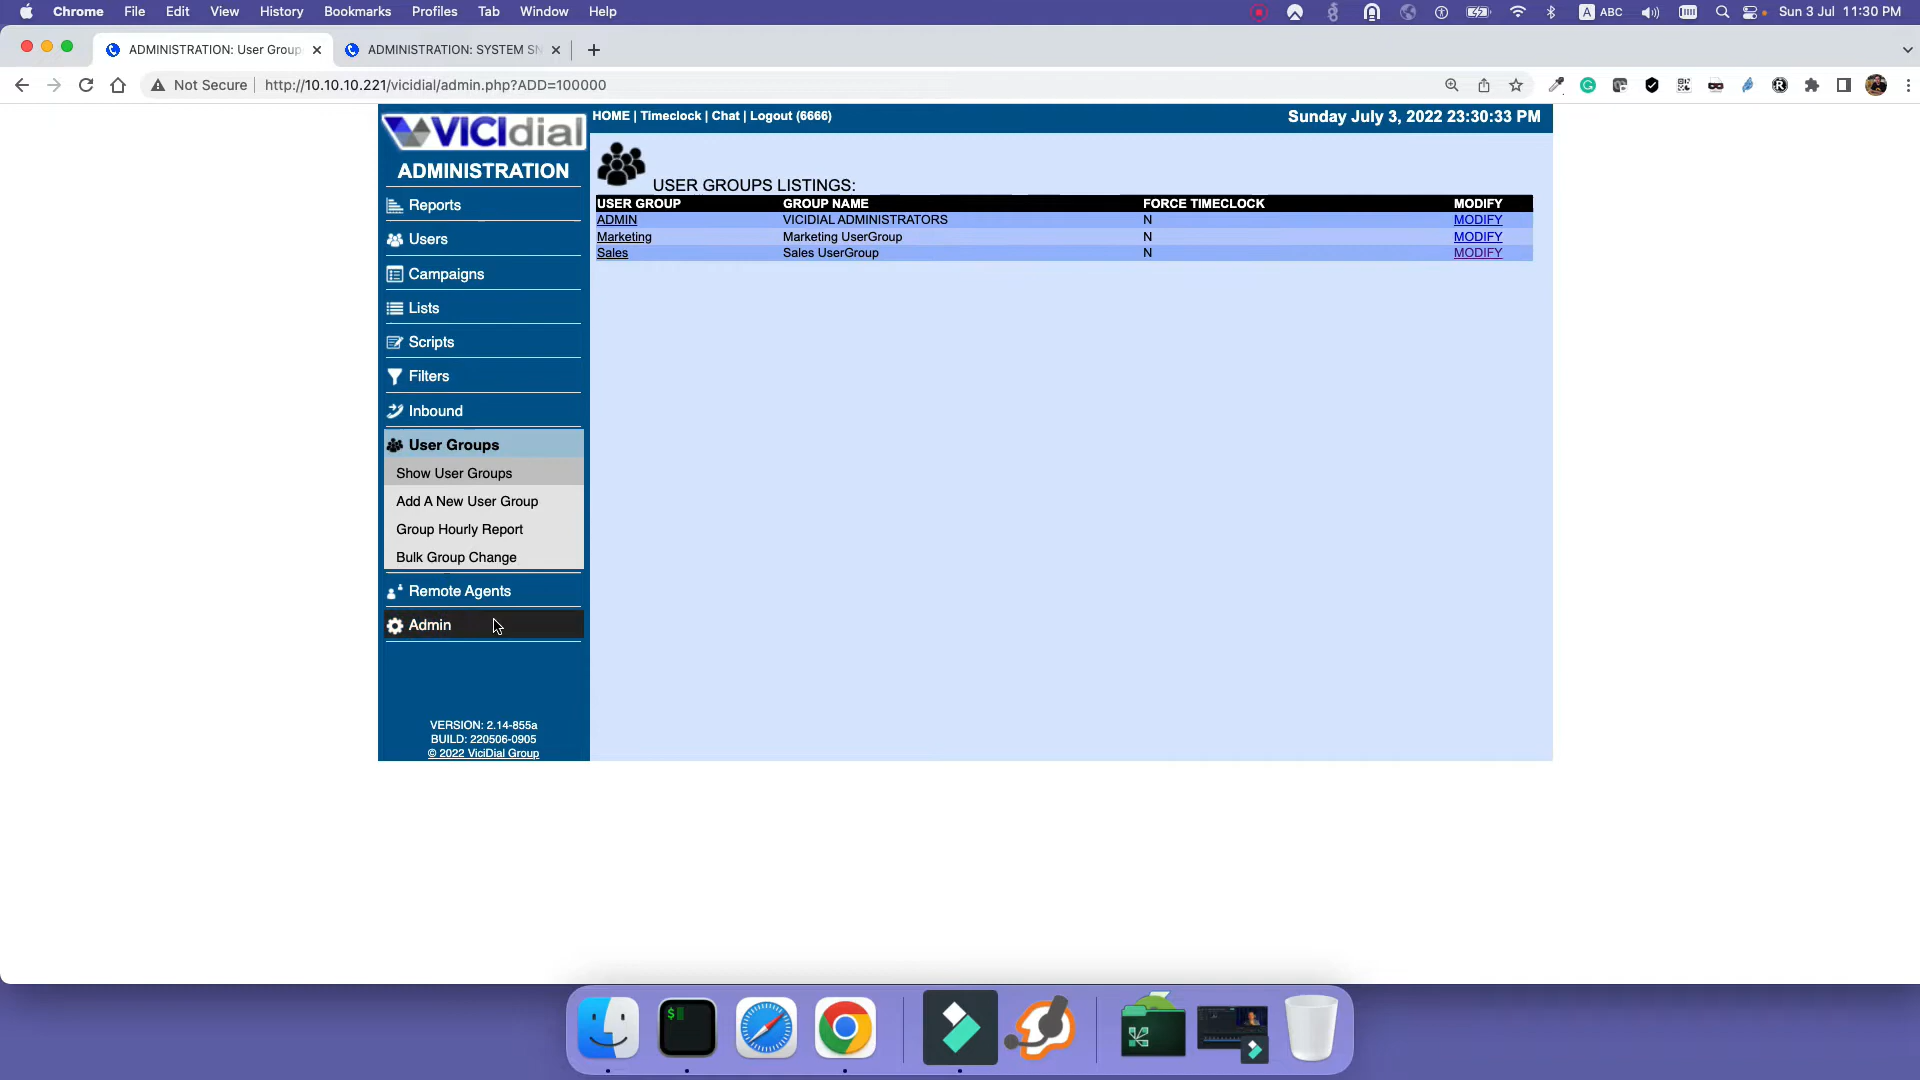 Chrome File Edit View History Bookmarks Profiles Tab Window Help
A ABC Sun 3 Jul 11:30 PM
ADMINISTRATION: User Group
ADMINISTRATION: SYSTEM SN
Not Secure http://10.10.10.221/vicidial/admin.php?ADD=100000
VICIdial
HOME | Timeclock | Chat | Logout (6666)
Sunday July 3, 2022 23:30:33 PM
ADMINISTRATION
Reports
Users
Campaigns
Lists
Scripts
Filters
Inbound
User Groups
Show User Groups
Add A New User Group
Group Hourly Report
Bulk Group Change
Remote Agents
Admin
VERSION: 2.14-855a
BUILD: 220506-0905
© 2022 ViciDial Group
USER GROUPS LISTINGS:
USER GROUP GROUP NAME FORCE TIMECLOCK MODIFY
ADMIN VICIDIAL ADMINISTRATORS N MODIFY
Marketing Marketing UserGroup N MODIFY
Sales Sales UserGroup N MODIFY
$